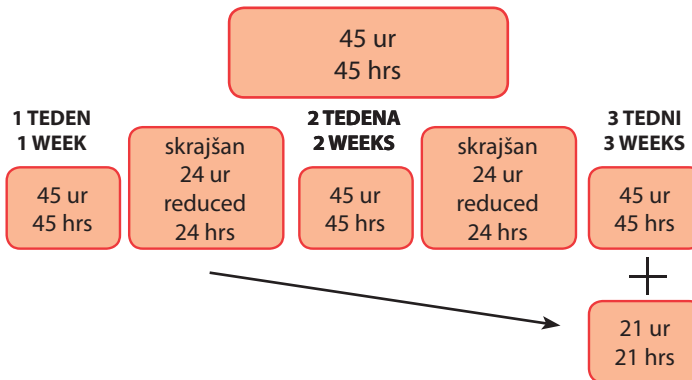 45 ur
45 hrs
1 TEDEN
1 WEEK
2 TEDENA
2 WEEKS
3 TEDNI
3 WEEKS
45 ur
45 hrs
skrajšan
24 ur
reduced
24 hrs
45 ur
45 hrs
skrajšan
24 ur
reduced
24 hrs
45 ur
45 hrs
+
21 ur
21 hrs